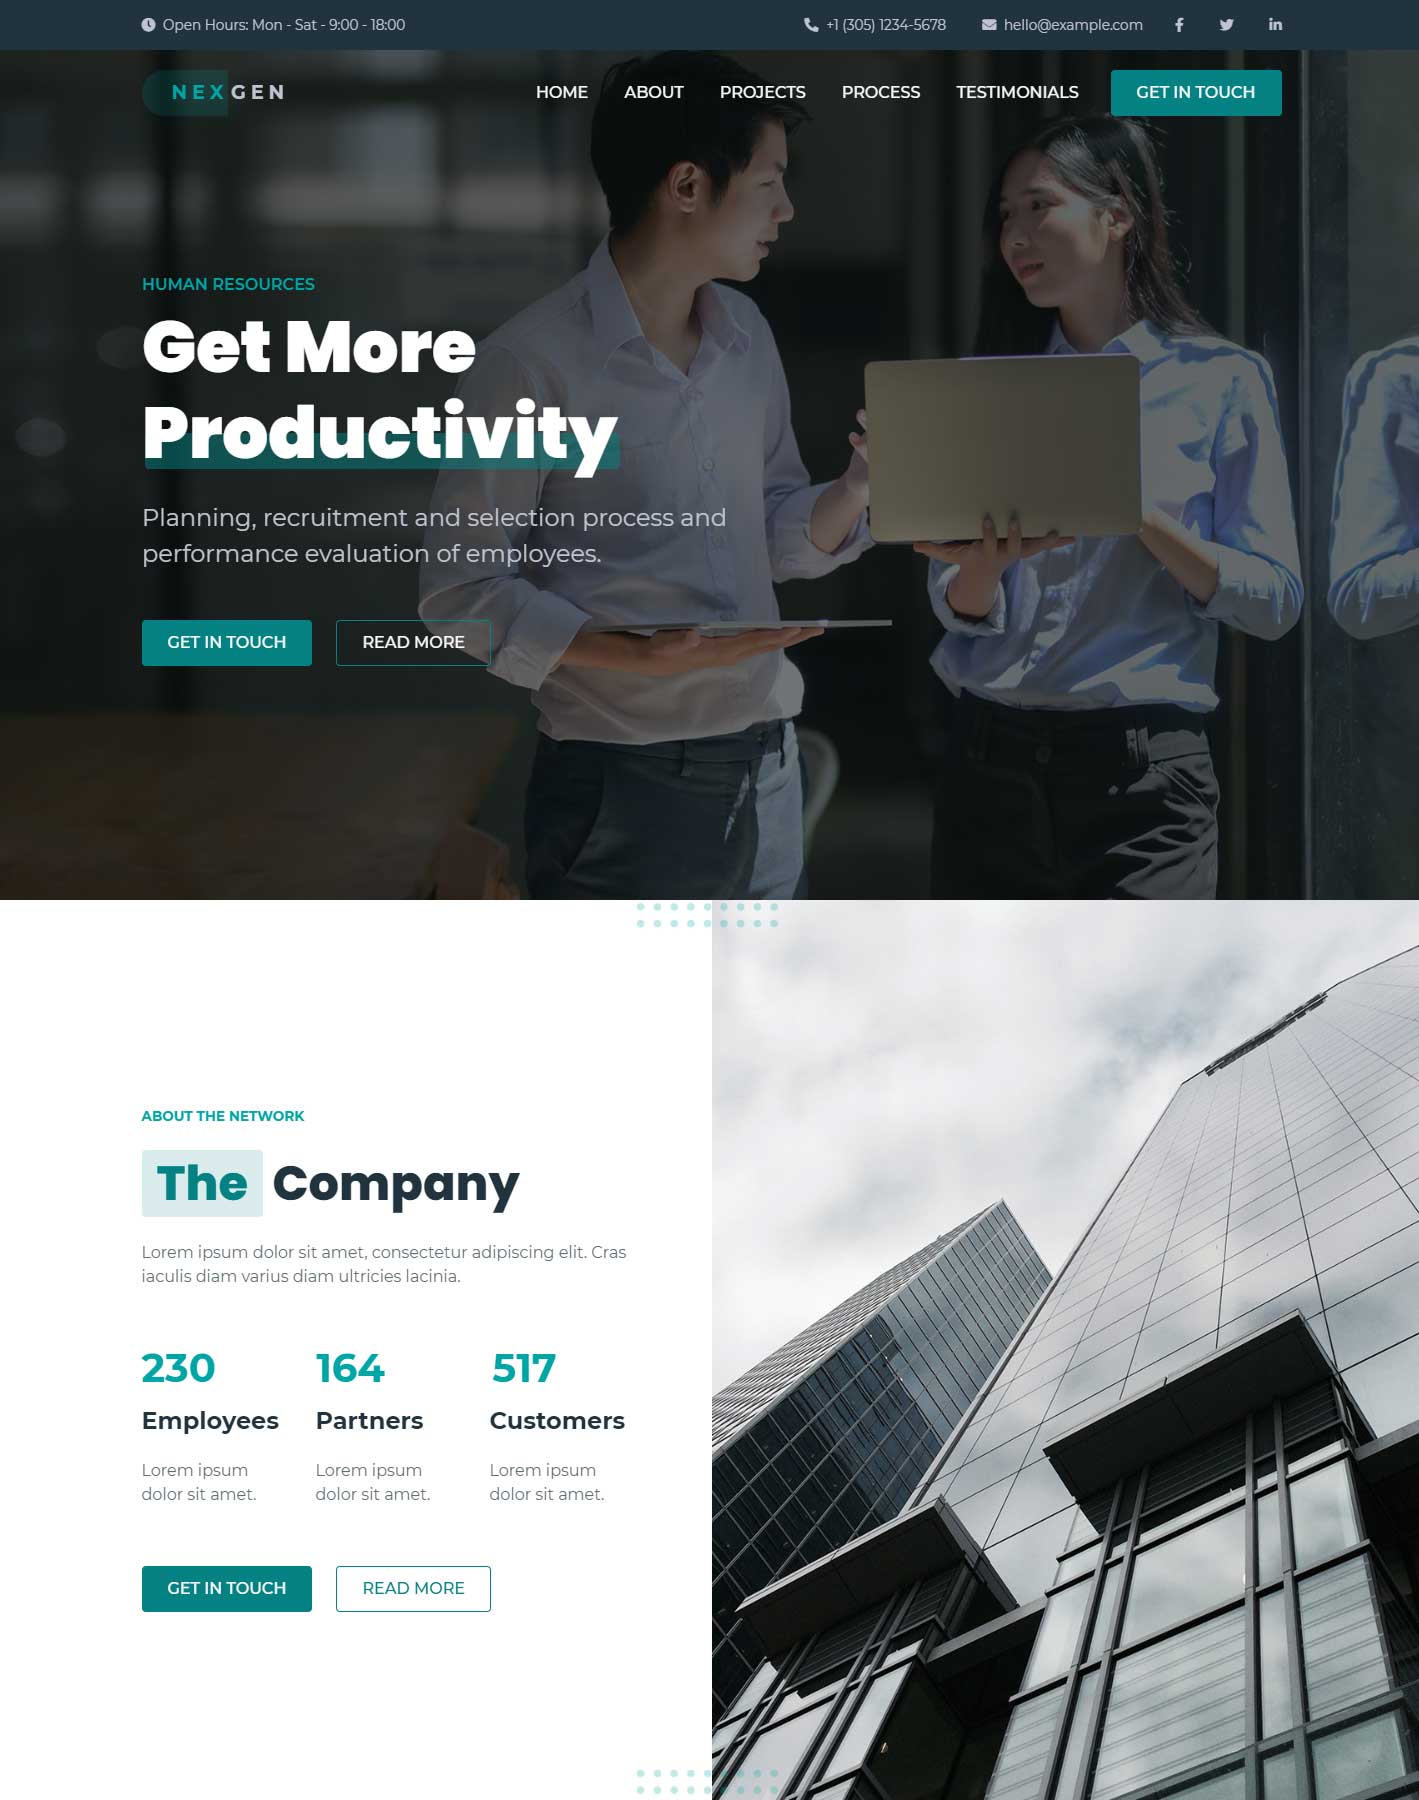 Open Hours: Mon - Sat - 9:00 - 18:00
+1 (305) 1234-5678
hello@example.com
NEXGEN
HOME
ABOUT
PROJECTS
PROCESS
TESTIMONIALS
GET IN TOUCH
HUMAN RESOURCES
Get More
Productivity
Planning, recruitment and selection process and
performance evaluation of employees.
GET IN TOUCH
READ MORE
ABOUT THE NETWORK
The Company
Lorem ipsum dolor sit amet, consectetur adipiscing elit. Cras
iaculis diam varius diam ultricies lacinia.
230
Employees
Lorem ipsum
dolor sit amet.
164
Partners
Lorem ipsum
dolor sit amet.
517
Customers
Lorem ipsum
dolor sit amet.
GET IN TOUCH
READ MORE